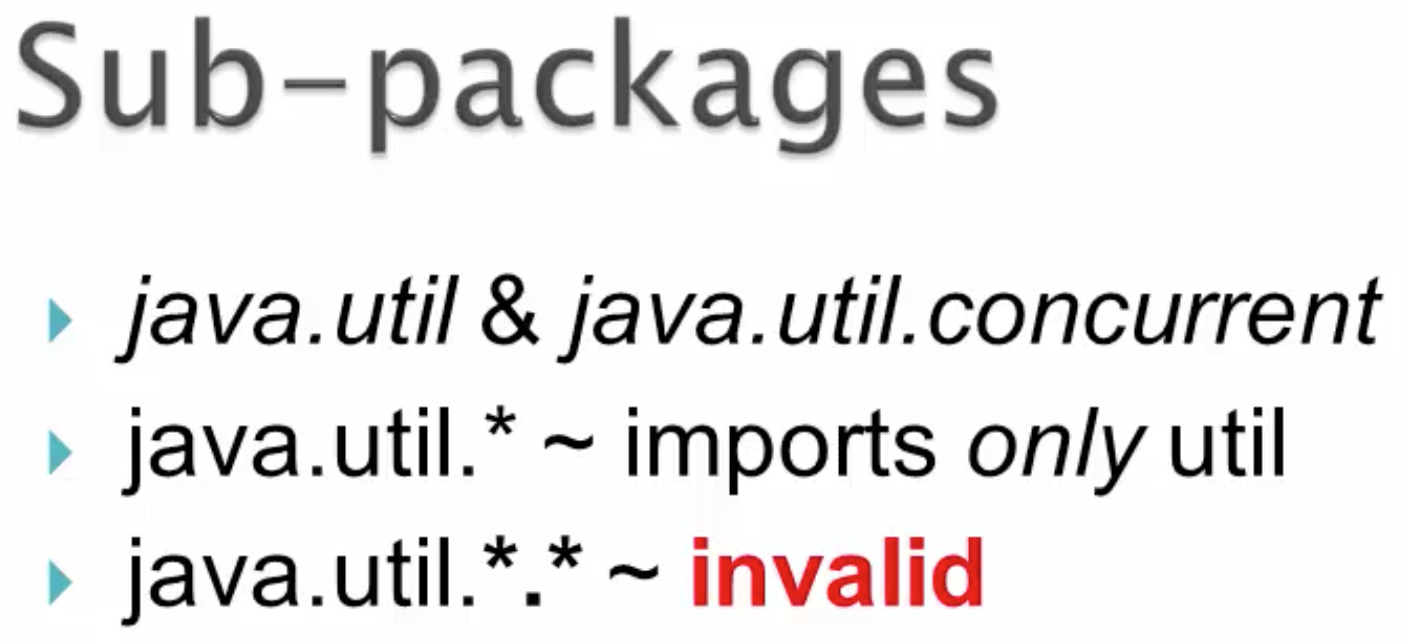 Sub-packages
java.util & java.util.concurrent
java.util.* ~ imports only util
java.util.*.* ~ invalid